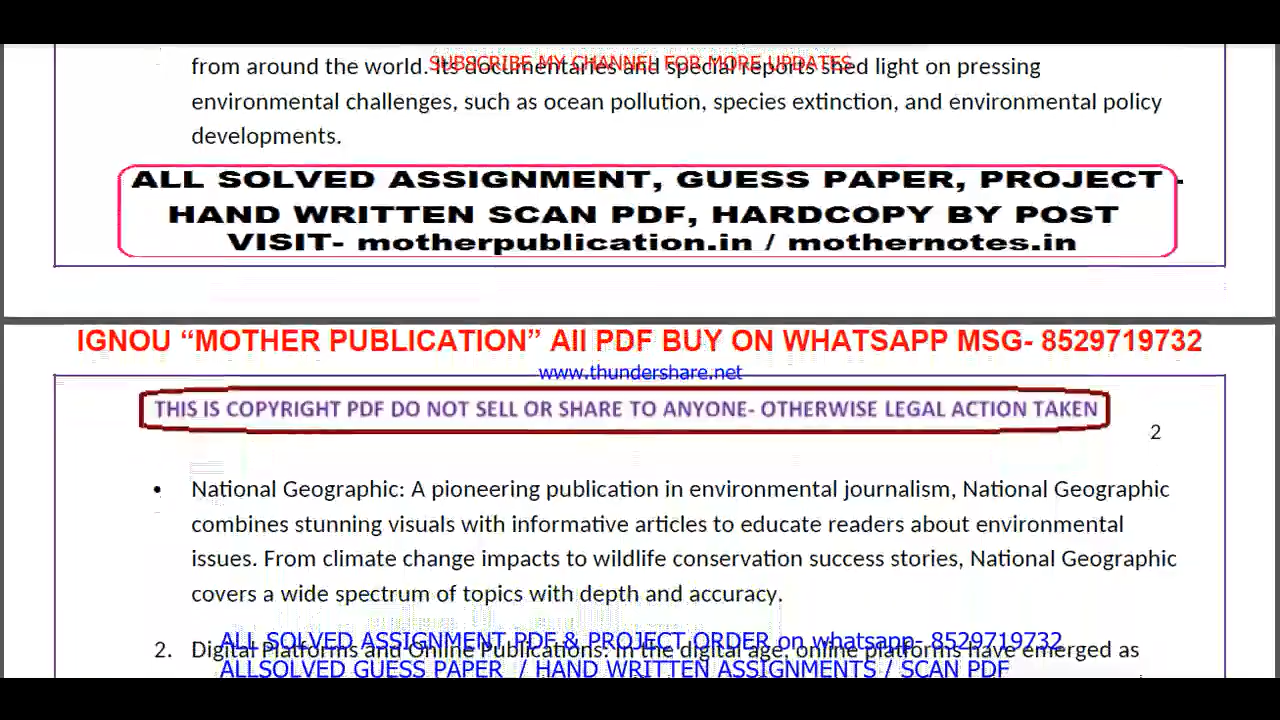 SUBSCRIBE MY CHANNEL FOR MORE UPDATES
from around the world. Its documentaries and special reports shed light on pressing
environmental challenges, such as ocean pollution, species extinction, and environmental policy
developments.
ALL SOLVED ASSIGNMENT, GUESS PAPER, PROJECT -
HAND WRITTEN SCAN PDF, HARDCOPY BY POST
VISIT- motherpublication.in / mothernotes.in
IGNOU “MOTHER PUBLICATION” All PDF BUY ON WHATSAPP MSG- 8529719732
www.thundershare.net
THIS IS COPYRIGHT PDF DO NOT SELL OR SHARE TO ANYONE- OTHERWISE LEGAL ACTION TAKEN
2
• National Geographic: A pioneering publication in environmental journalism, National Geographic
combines stunning visuals with informative articles to educate readers about environmental
issues. From climate change impacts to wildlife conservation success stories, National Geographic
covers a wide spectrum of topics with depth and accuracy.
ALL SOLVED ASSIGNMENT PDF & PROJECT ORDER on whatsapp- 8529719732
2. Digital Platforms and Online Publications: In the digital age, online platforms have emerged as
ALLSOLVED GUESS PAPER / HAND WRITTEN ASSIGNMENTS / SCAN PDF